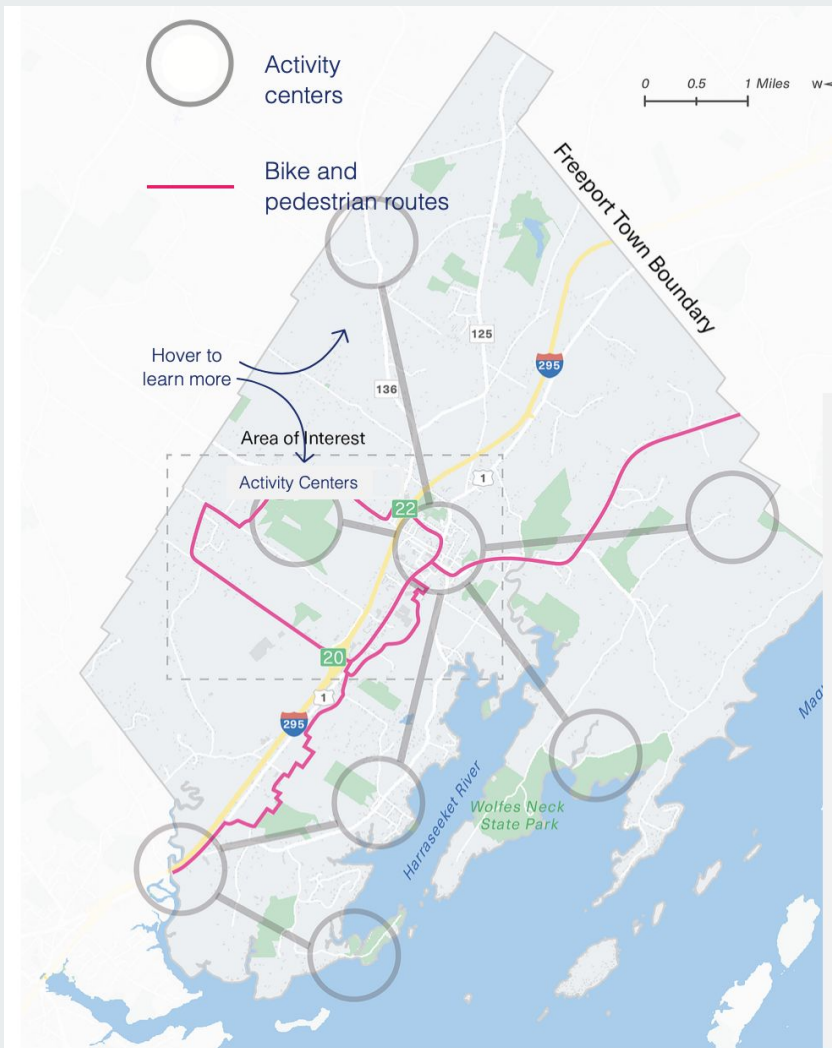 Activity
centers
0 0.5 1 Miles W
Bike and
pedestrian routes
Freeport Town Boundary
125
295
Hover to
learn more
136
Area of Interest
1
Activity Centers
22
20
1
295
Harraseeket River
Wolfes Neck
State Park